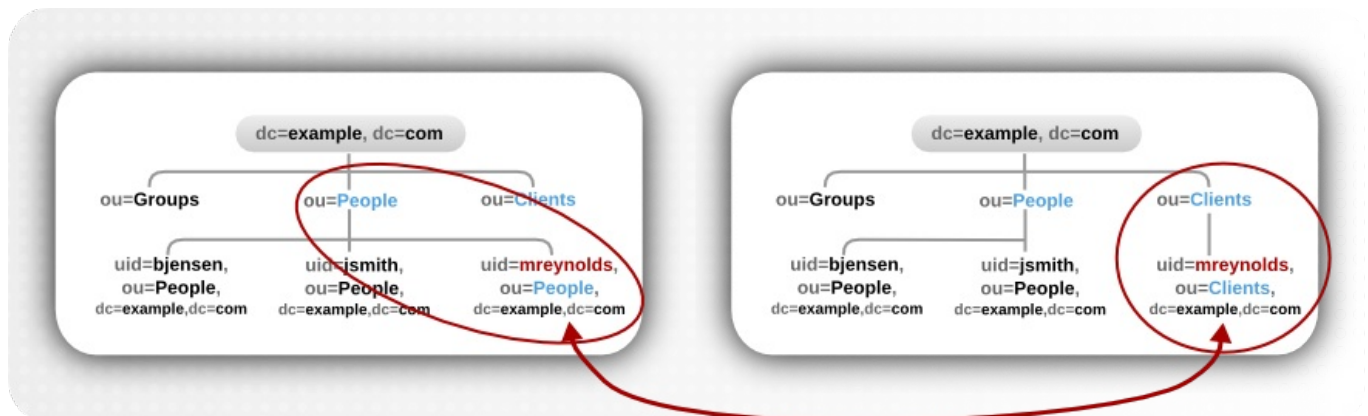 dc=example, dc=com
ou=Groups
ou=People
ou=Clients
uid=bjensen,
ou=People,
dc=example,dc=com
uid=jsmith,
ou=People,
dc=example,dc=com
uid=mreynolds,
ou=People,
dc=example,dc=com
dc=example, dc=com
ou=Groups
ou=People
ou=Clients
uid=bjensen,
ou=People,
dc=example,dc=com
uid=jsmith,
ou=People,
dc=example,dc=com
uid=mreynolds,
ou=Clients,
dc=example,dc=com